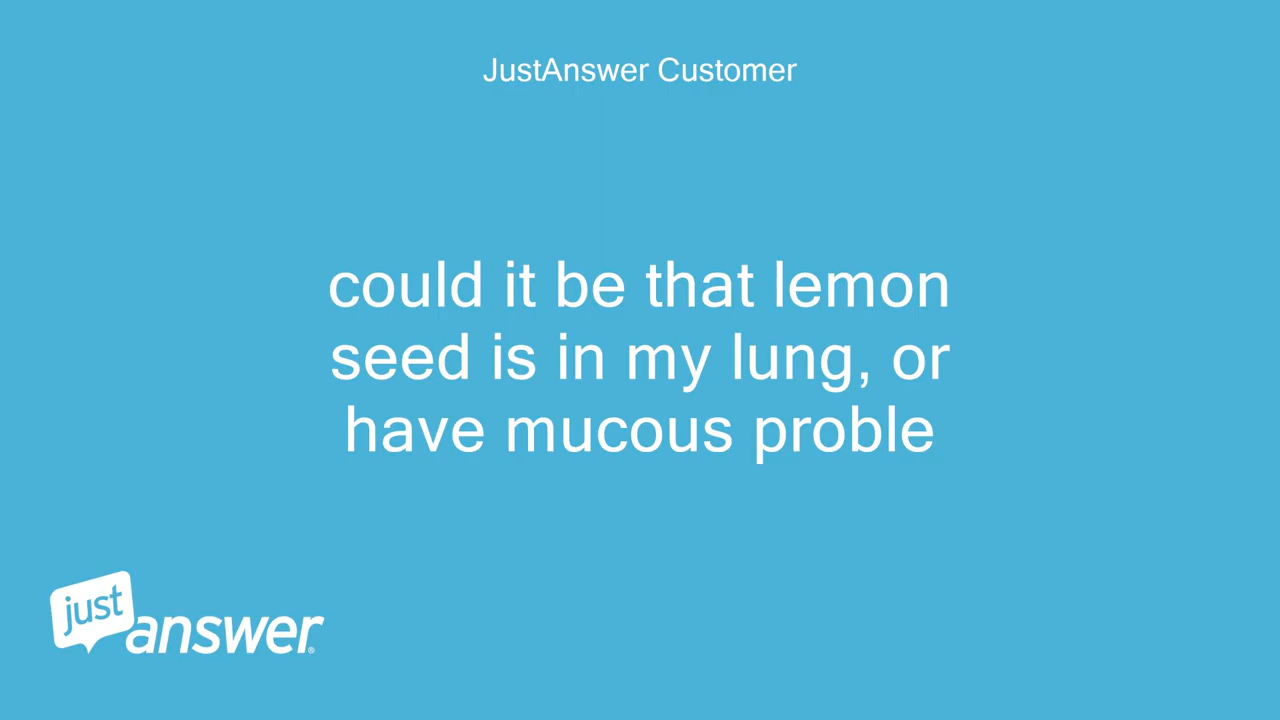 JustAnswer Customer
could it be that lemon
seed is in my lung, or
have mucous proble
just
answer®